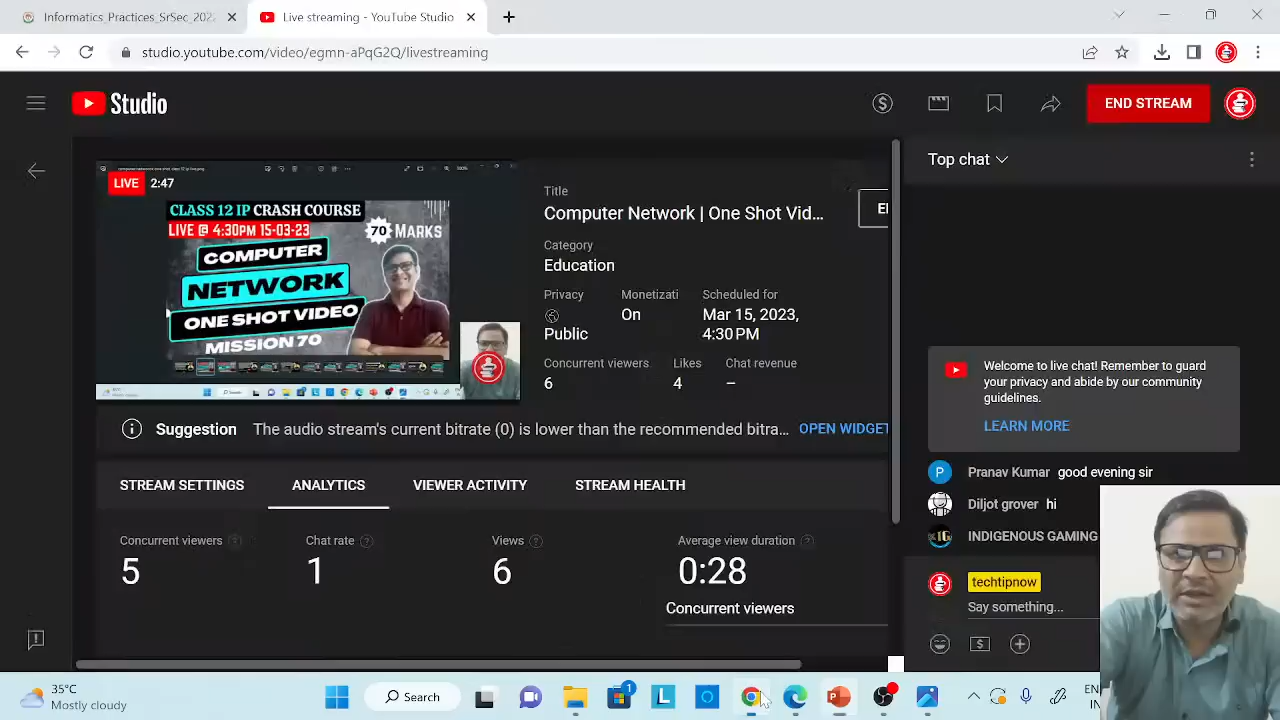 Informatics_Practices_SrSec_202
Live streaming - YouTube Studio
studio.youtube.com/video/egmn-aPqG2Q/livestreaming
Studio
END STREAM
Top chat
LIVE 2:47
CLASS 12 IP CRASH COURSE
LIVE @ 4:30PM 15-03-23
70 MARKS
COMPUTER
NETWORK
ONE SHOT VIDEO
MISSION 70
Title
Computer Network | One Shot Vid...
Category
Education
Privacy
Public
Monetizati
On
Scheduled for
Mar 15, 2023,
4:30 PM
Concurrent viewers
6
Likes
4
Chat revenue
–
Suggestion The audio stream's current bitrate (0) is lower than the recommended bitra... OPEN WIDGET
STREAM SETTINGS ANALYTICS VIEWER ACTIVITY STREAM HEALTH
Concurrent viewers
5
Chat rate
1
Views
6
Average view duration
0:28
Concurrent viewers
Welcome to live chat! Remember to guard
your privacy and abide by our community
guidelines.
LEARN MORE
P Pranav Kumar good evening sir
Diljot grover hi
INDIGENOUS GAMING
techtipnow
Say something...
35°C
Mostly cloudy
Search
1
EN